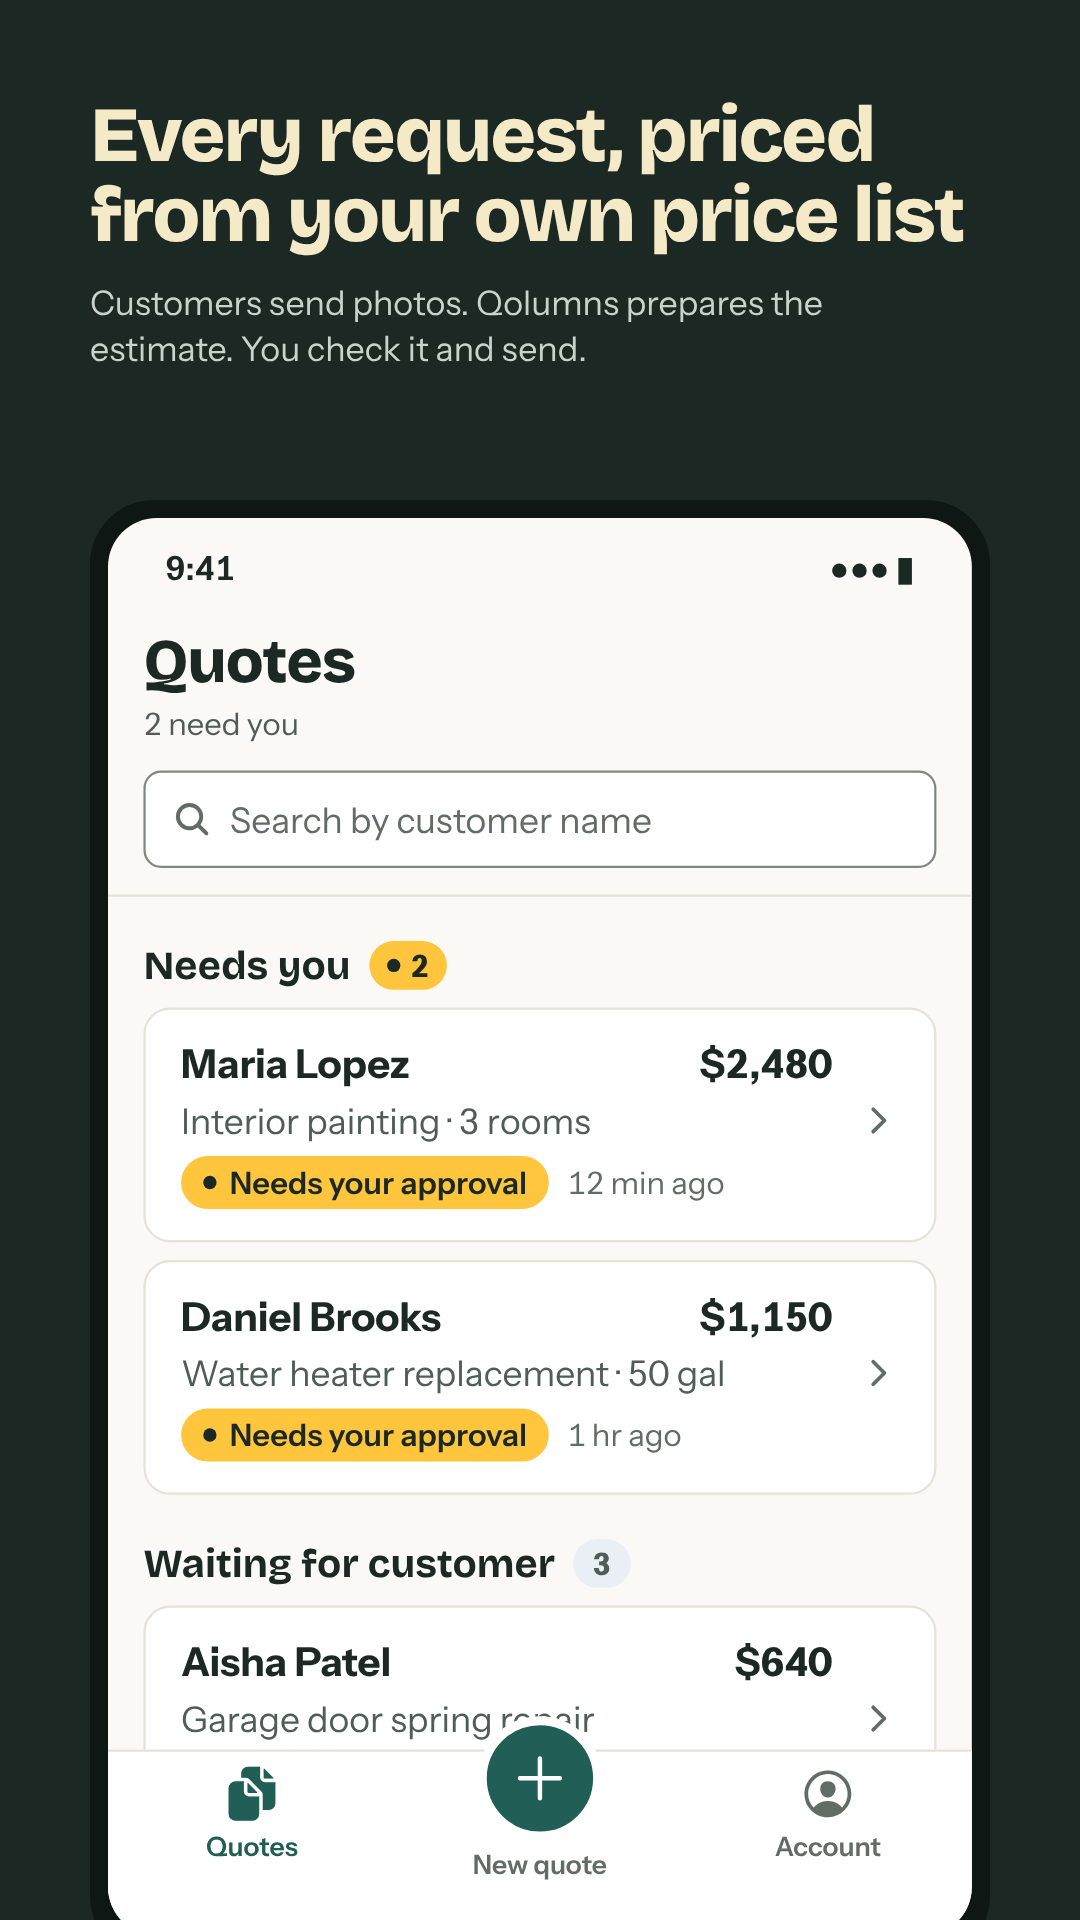 Every request, priced
from your own price list
Customers send photos. Qolumns prepares the
estimate. You check it and send.
9:41
Quotes
2 need you
Search by customer name
Needs you 2
Maria Lopez $2,480
Interior painting · 3 rooms
Needs your approval 12 min ago
Daniel Brooks $1,150
Water heater replacement · 50 gal
Needs your approval 1 hr ago
Waiting for customer 3
Aisha Patel $640
Garage door spring repair
Quotes New quote Account